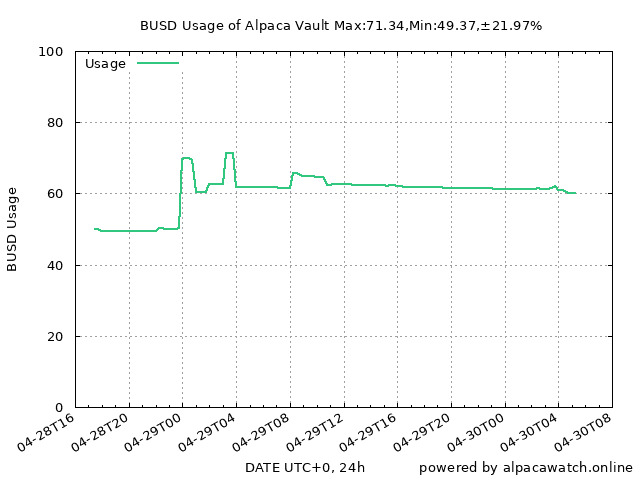 BUSD Usage of Alpaca Vault Max:71.34,Min:49.37,±21.97%
100
Usage
80
60
40
20
0
BUSD Usage
04-28T16
04-28T20
04-29T00
04-29T04
04-29T08
04-29T12
04-29T16
04-29T20
04-30T00
04-30T04
04-30T08
DATE UTC+0, 24h
powered by alpacawatch.online